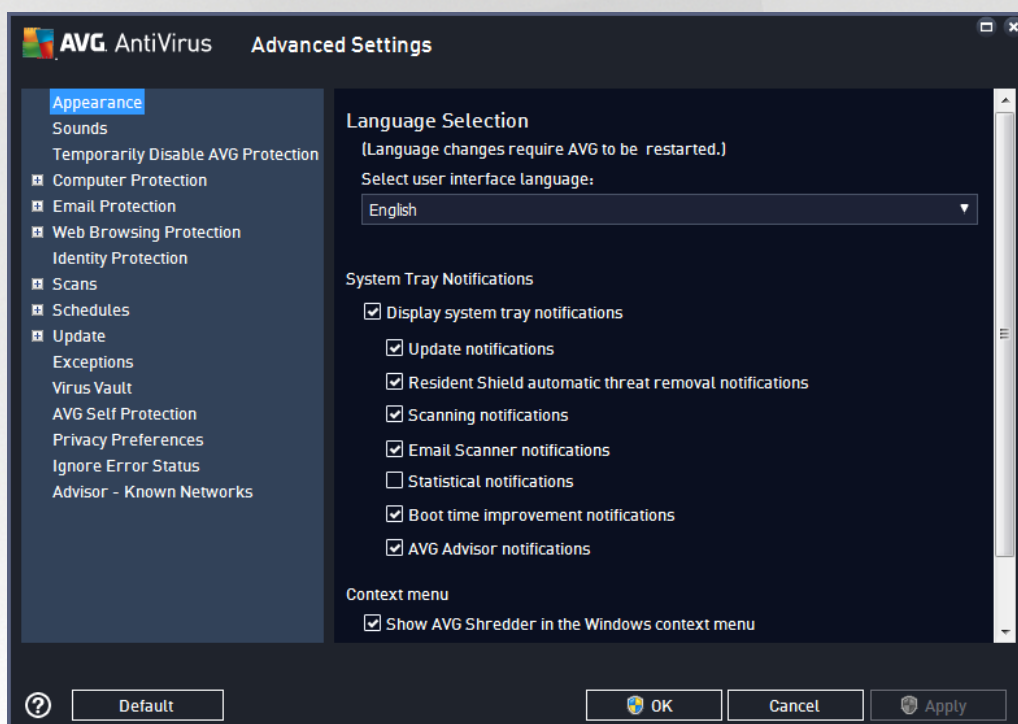 AVG. AntiVirus Advanced Settings
Appearance
Sounds
Temporarily Disable AVG Protection
Computer Protection
Email Protection
Web Browsing Protection
Identity Protection
Scans
Schedules
Update
Exceptions
Virus Vault
AVG Self Protection
Privacy Preferences
Ignore Error Status
Advisor - Known Networks
Language Selection
(Language changes require AVG to be restarted.)
Select user interface language:
English
System Tray Notifications
Display system tray notifications
Update notifications
Resident Shield automatic threat removal notifications
Scanning notifications
Email Scanner notifications
Statistical notifications
Boot time improvement notifications
AVG Advisor notifications
Context menu
Show AVG Shredder in the Windows context menu
? Default OK Cancel Apply